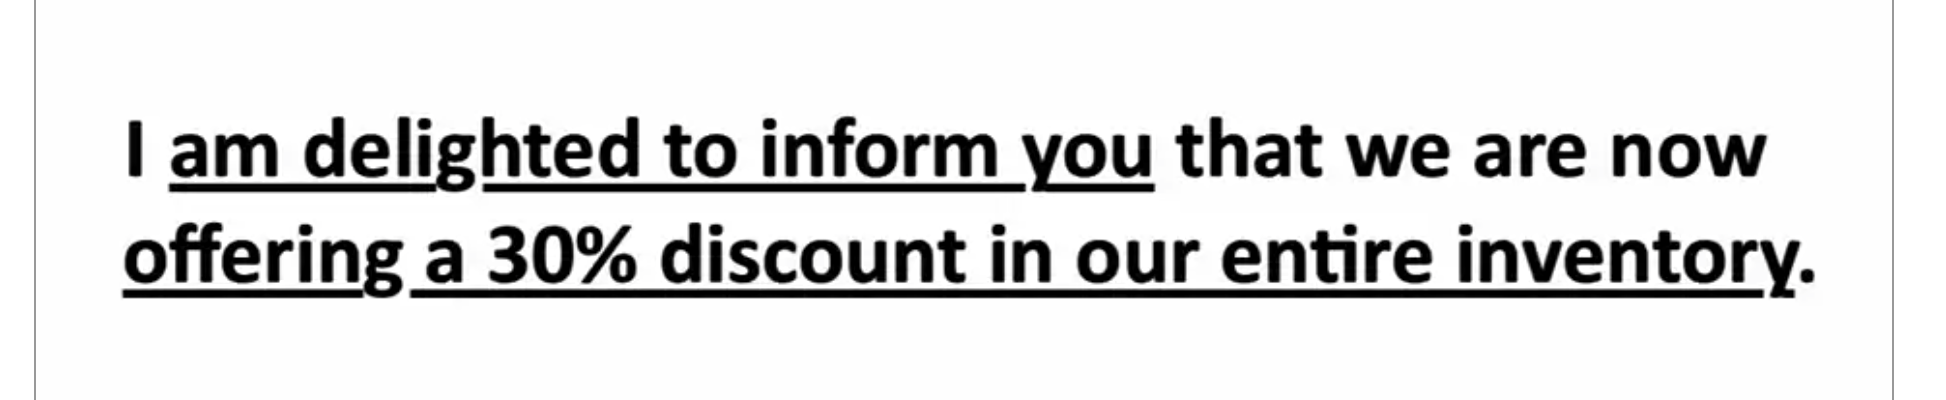 I am delighted to inform you that we are now
offering a 30% discount in our entire inventory.